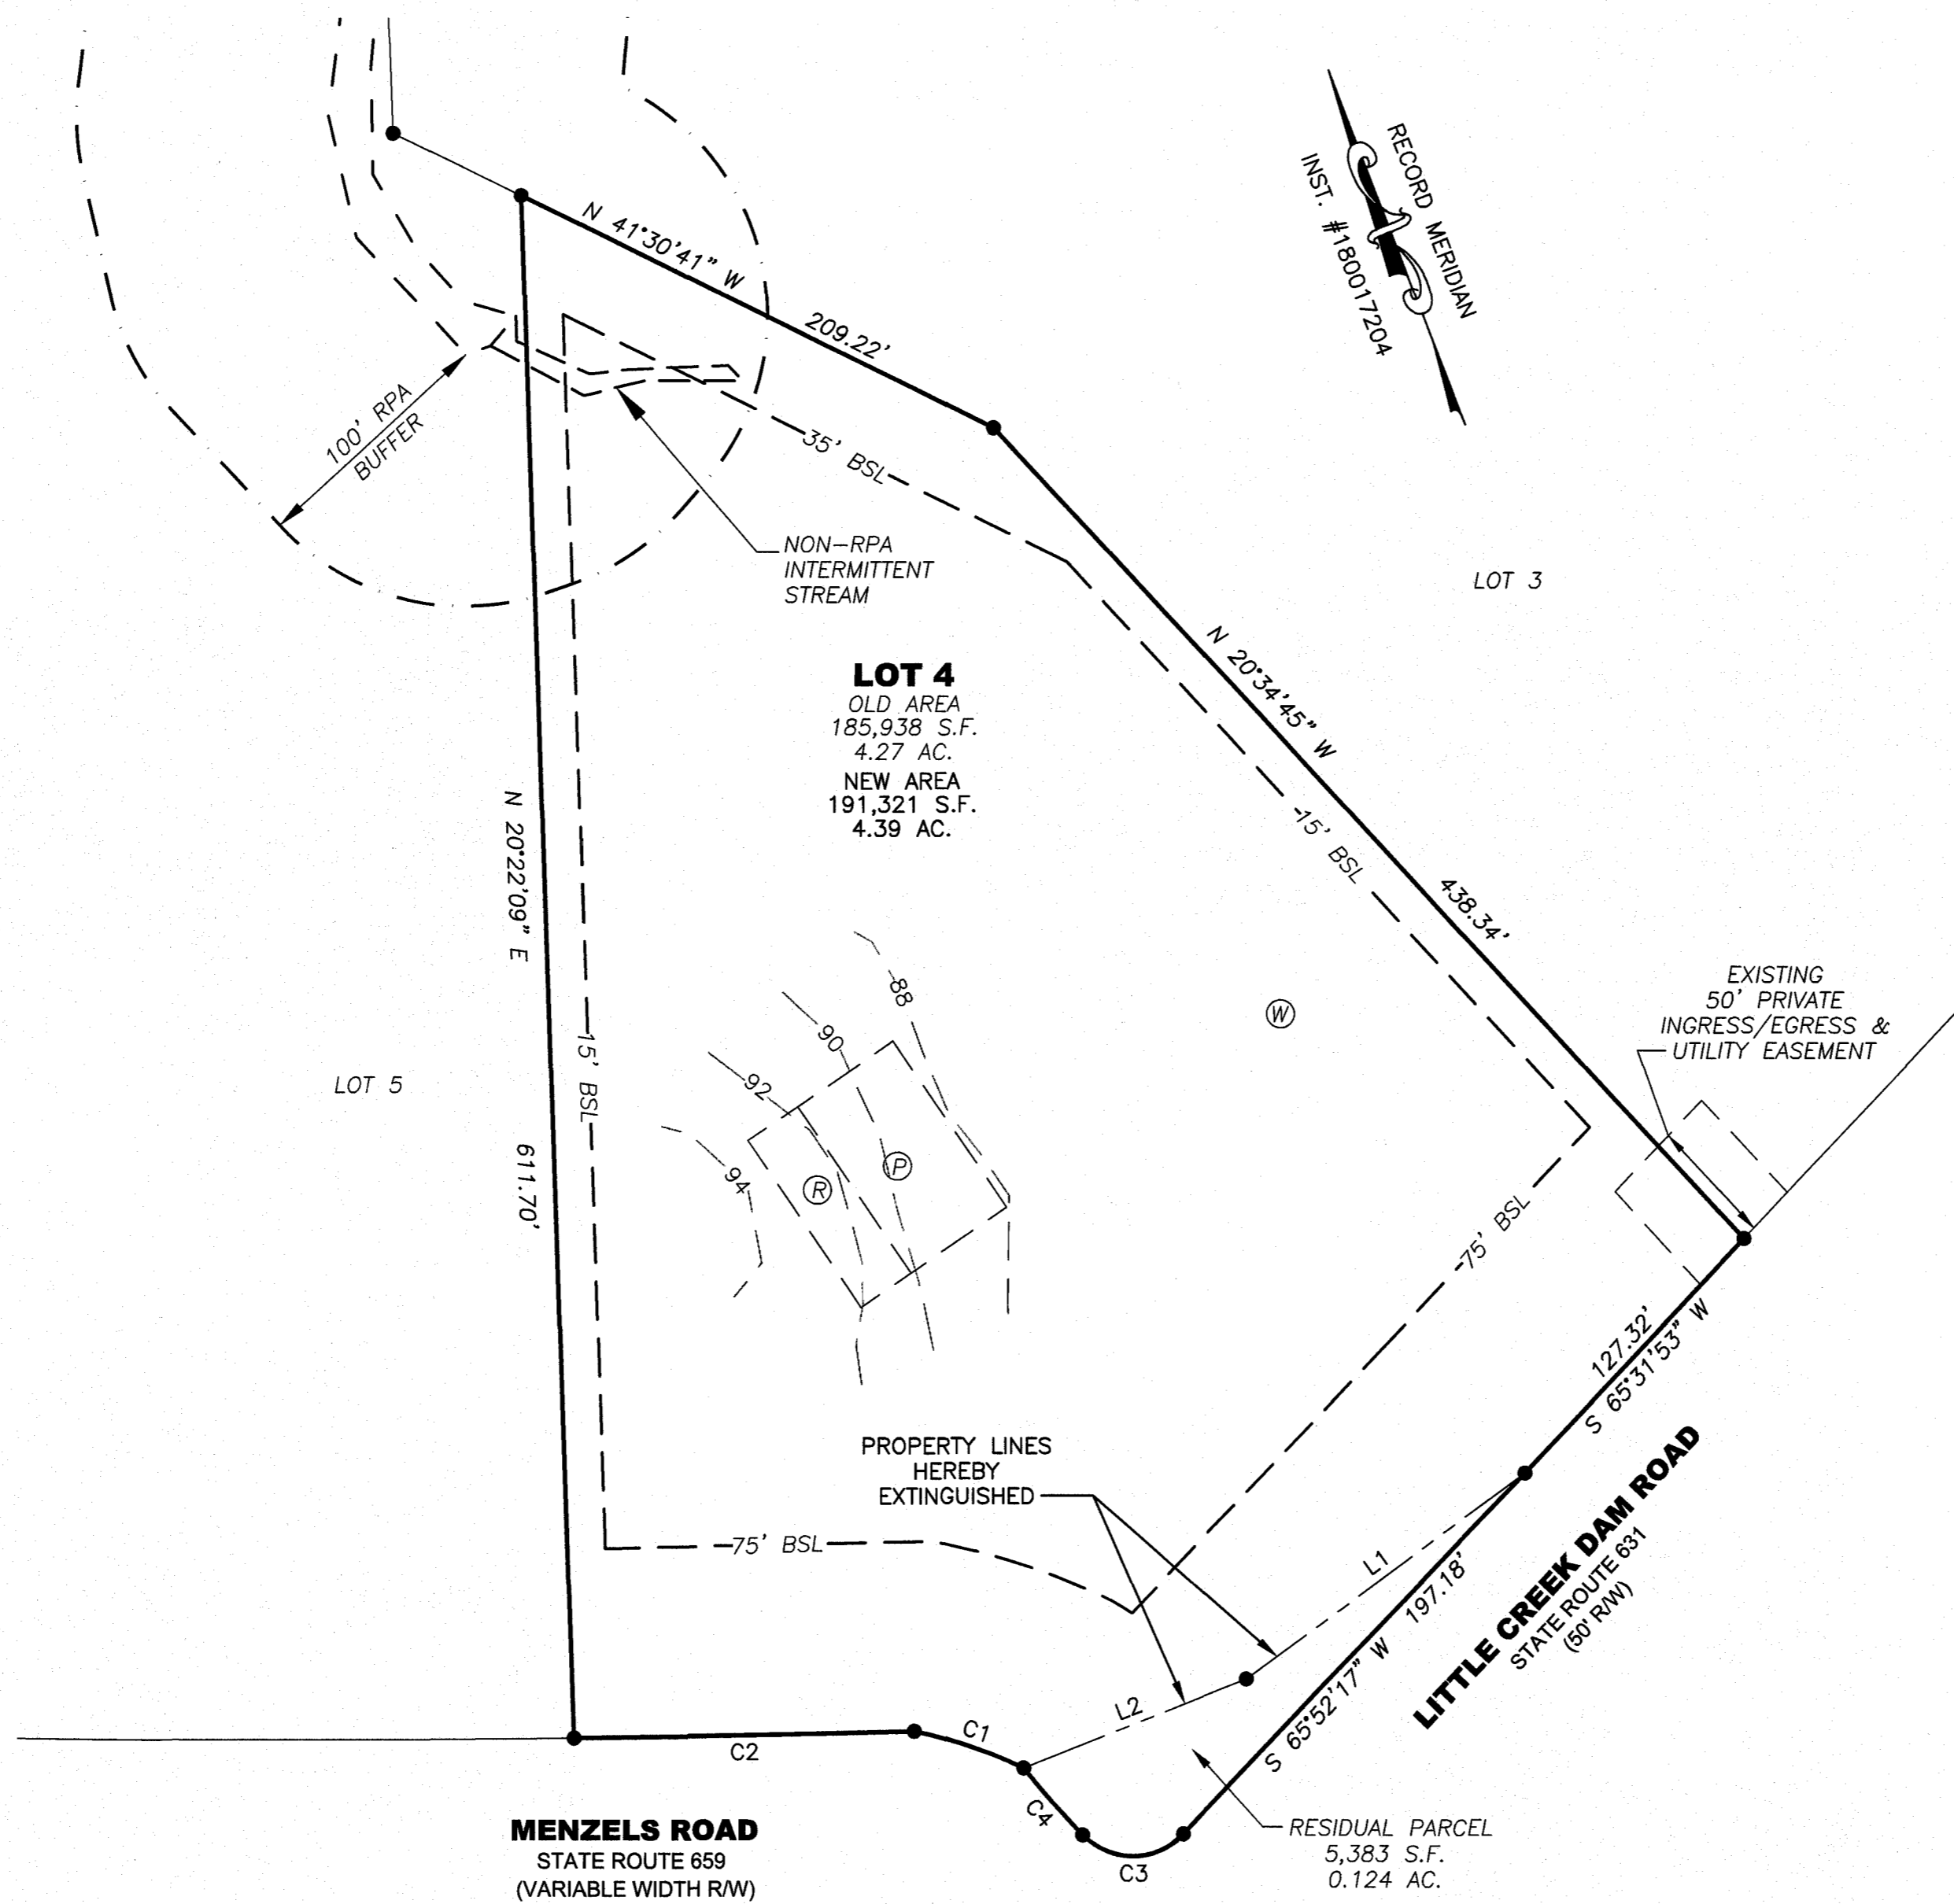 RECORD MERIDIAN
INST. #180017204
N 41°30'41" W
209.22'
100' RPA
BUFFER
35' BSL
NON-RPA
INTERMITTENT
STREAM
LOT 3
N 20°34'45" W
438.34'
LOT 4
OLD AREA
185,938 S.F.
4.27 AC.
NEW AREA
191,321 S.F.
4.39 AC.
15' BSL
N 20°22'09" E
611.70'
15' BSL
LOT 5
88
90
92
94
R
P
W
EXISTING
50' PRIVATE
INGRESS/EGRESS &
UTILITY EASEMENT
75' BSL
127.32'
S 65°31'53" W
PROPERTY LINES
HEREBY
EXTINGUISHED
75' BSL
L1
L2
S 65°52'17" W 197.18'
LITTLE CREEK DAM ROAD
STATE ROUTE 631
(50' R/W)
C2
C1
C4
C3
MENZELS ROAD
STATE ROUTE 659
(VARIABLE WIDTH R/W)
RESIDUAL PARCEL
5,383 S.F.
0.124 AC.